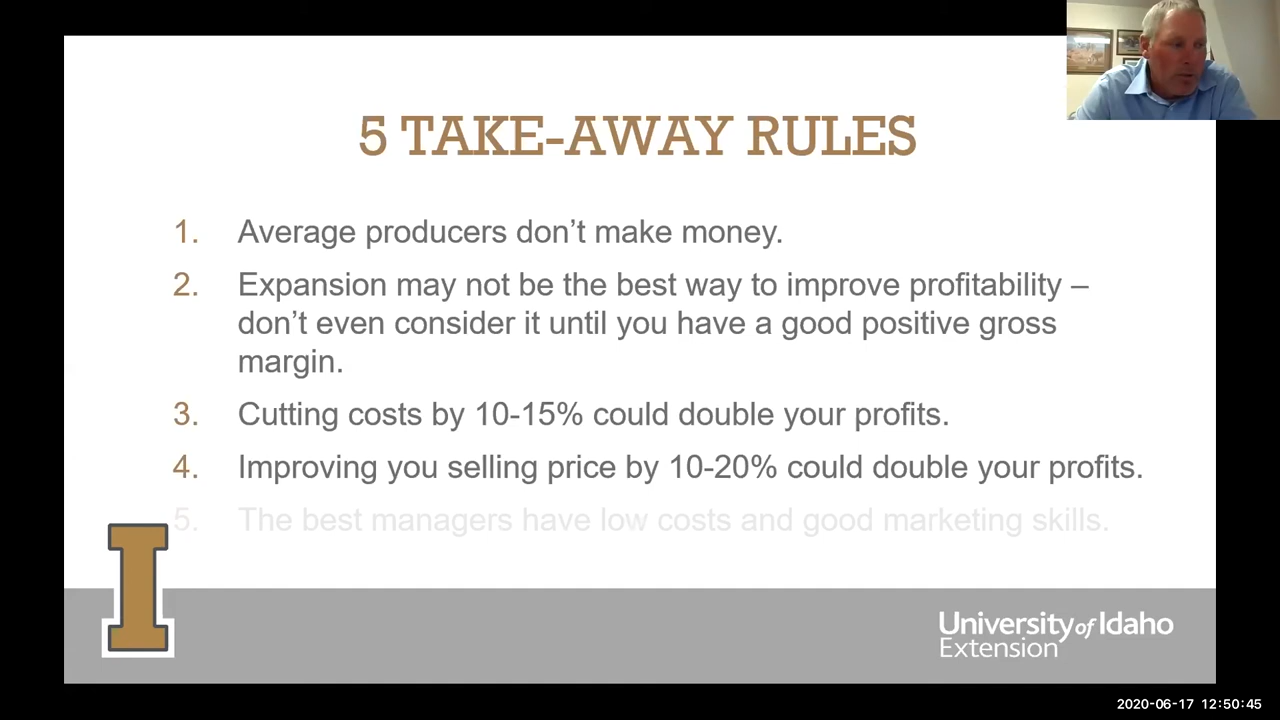 5 TAKE-AWAY RULES
1. Average producers don’t make money.
2. Expansion may not be the best way to improve profitability –
don’t even consider it until you have a good positive gross
margin.
3. Cutting costs by 10-15% could double your profits.
4. Improving you selling price by 10-20% could double your profits.
5. The best managers have low costs and good marketing skills.
I
University of Idaho
Extension
2020-06-17 12:50:45